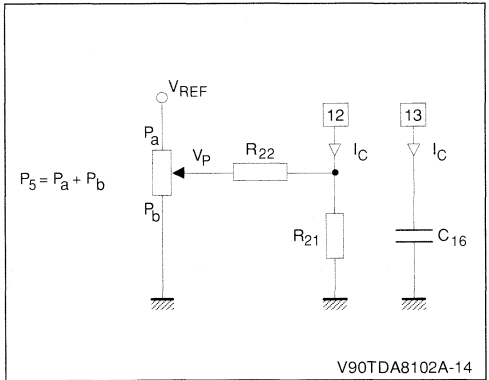 V_REF
P_a
V_P
R_22
12
13
I_C
I_C
P_5 = P_a + P_b
P_b
R_21
C_16
V90TDA8102A-14